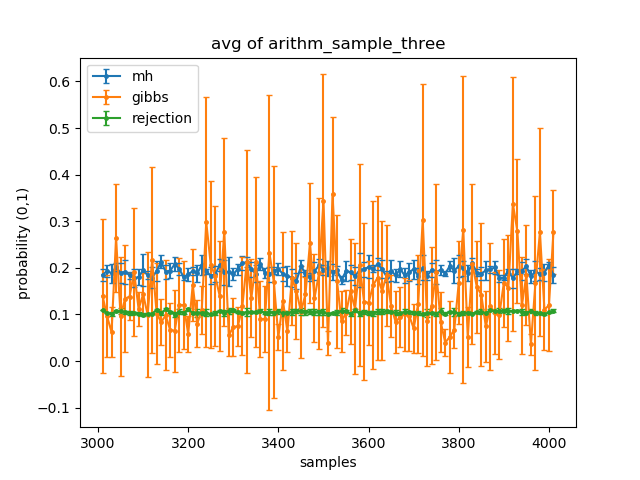 avg of arithm_sample_three
mh
gibbs
rejection
probability (0,1)
0.6
0.5
0.4
0.3
0.2
0.1
0.0
−0.1
3000 3200 3400 3600 3800 4000
samples